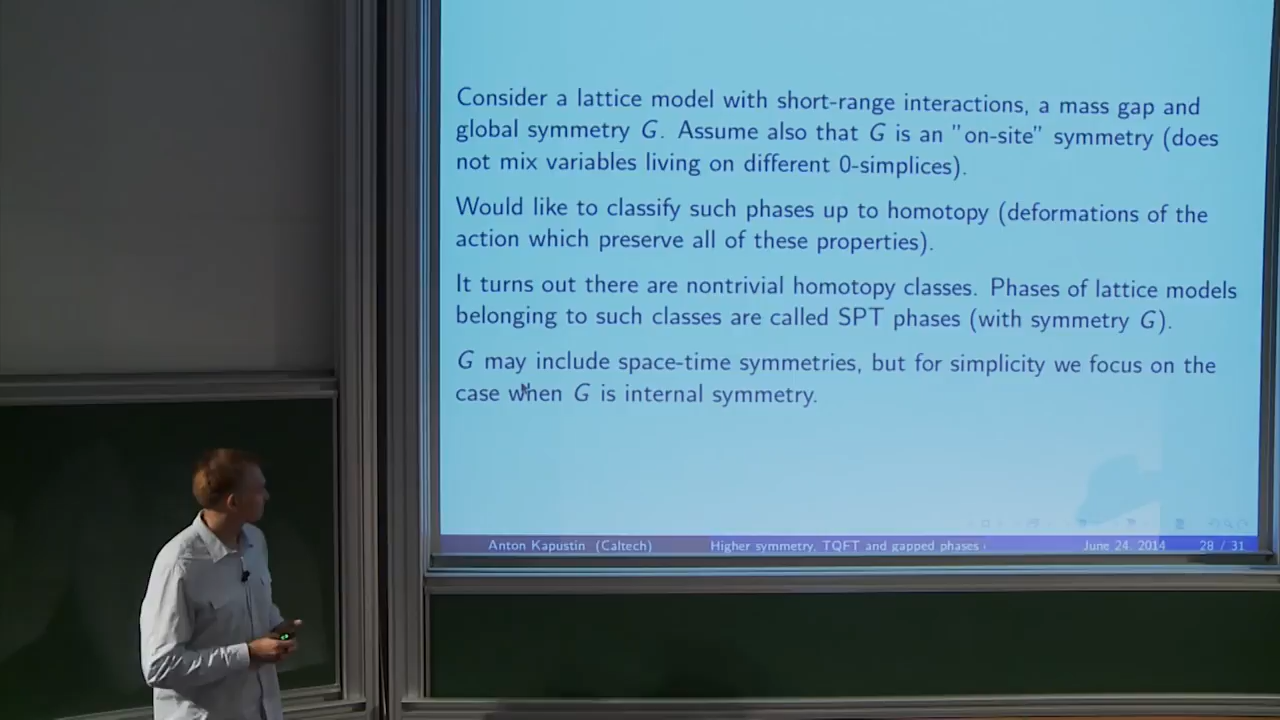 Consider a lattice model with short-range interactions, a mass gap and
global symmetry G. Assume also that G is an "on-site" symmetry (does
not mix variables living on different 0-simplices).
Would like to classify such phases up to homotopy (deformations of the
action which preserve all of these properties).
It turns out there are nontrivial homotopy classes. Phases of lattice models
belonging to such classes are called SPT phases (with symmetry G).
G may include space-time symmetries, but for simplicity we focus on the
case when G is internal symmetry.
Anton Kapustin (Caltech) Higher symmetry, TQFT and gapped phases June 24, 2014 28 / 31